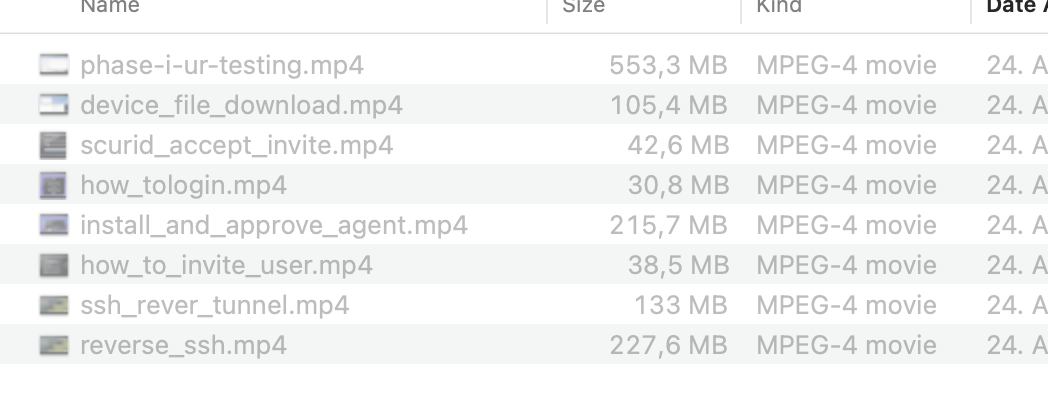 Name Size Kind Date A
phase-i-ur-testing.mp4 553,3 MB MPEG-4 movie 24. A
device_file_download.mp4 105,4 MB MPEG-4 movie 24. A
scurid_accept_invite.mp4 42,6 MB MPEG-4 movie 24. A
how_tologin.mp4 30,8 MB MPEG-4 movie 24. A
install_and_approve_agent.mp4 215,7 MB MPEG-4 movie 24. A
how_to_invite_user.mp4 38,5 MB MPEG-4 movie 24. A
ssh_rever_tunnel.mp4 133 MB MPEG-4 movie 24. A
reverse_ssh.mp4 227,6 MB MPEG-4 movie 24. A